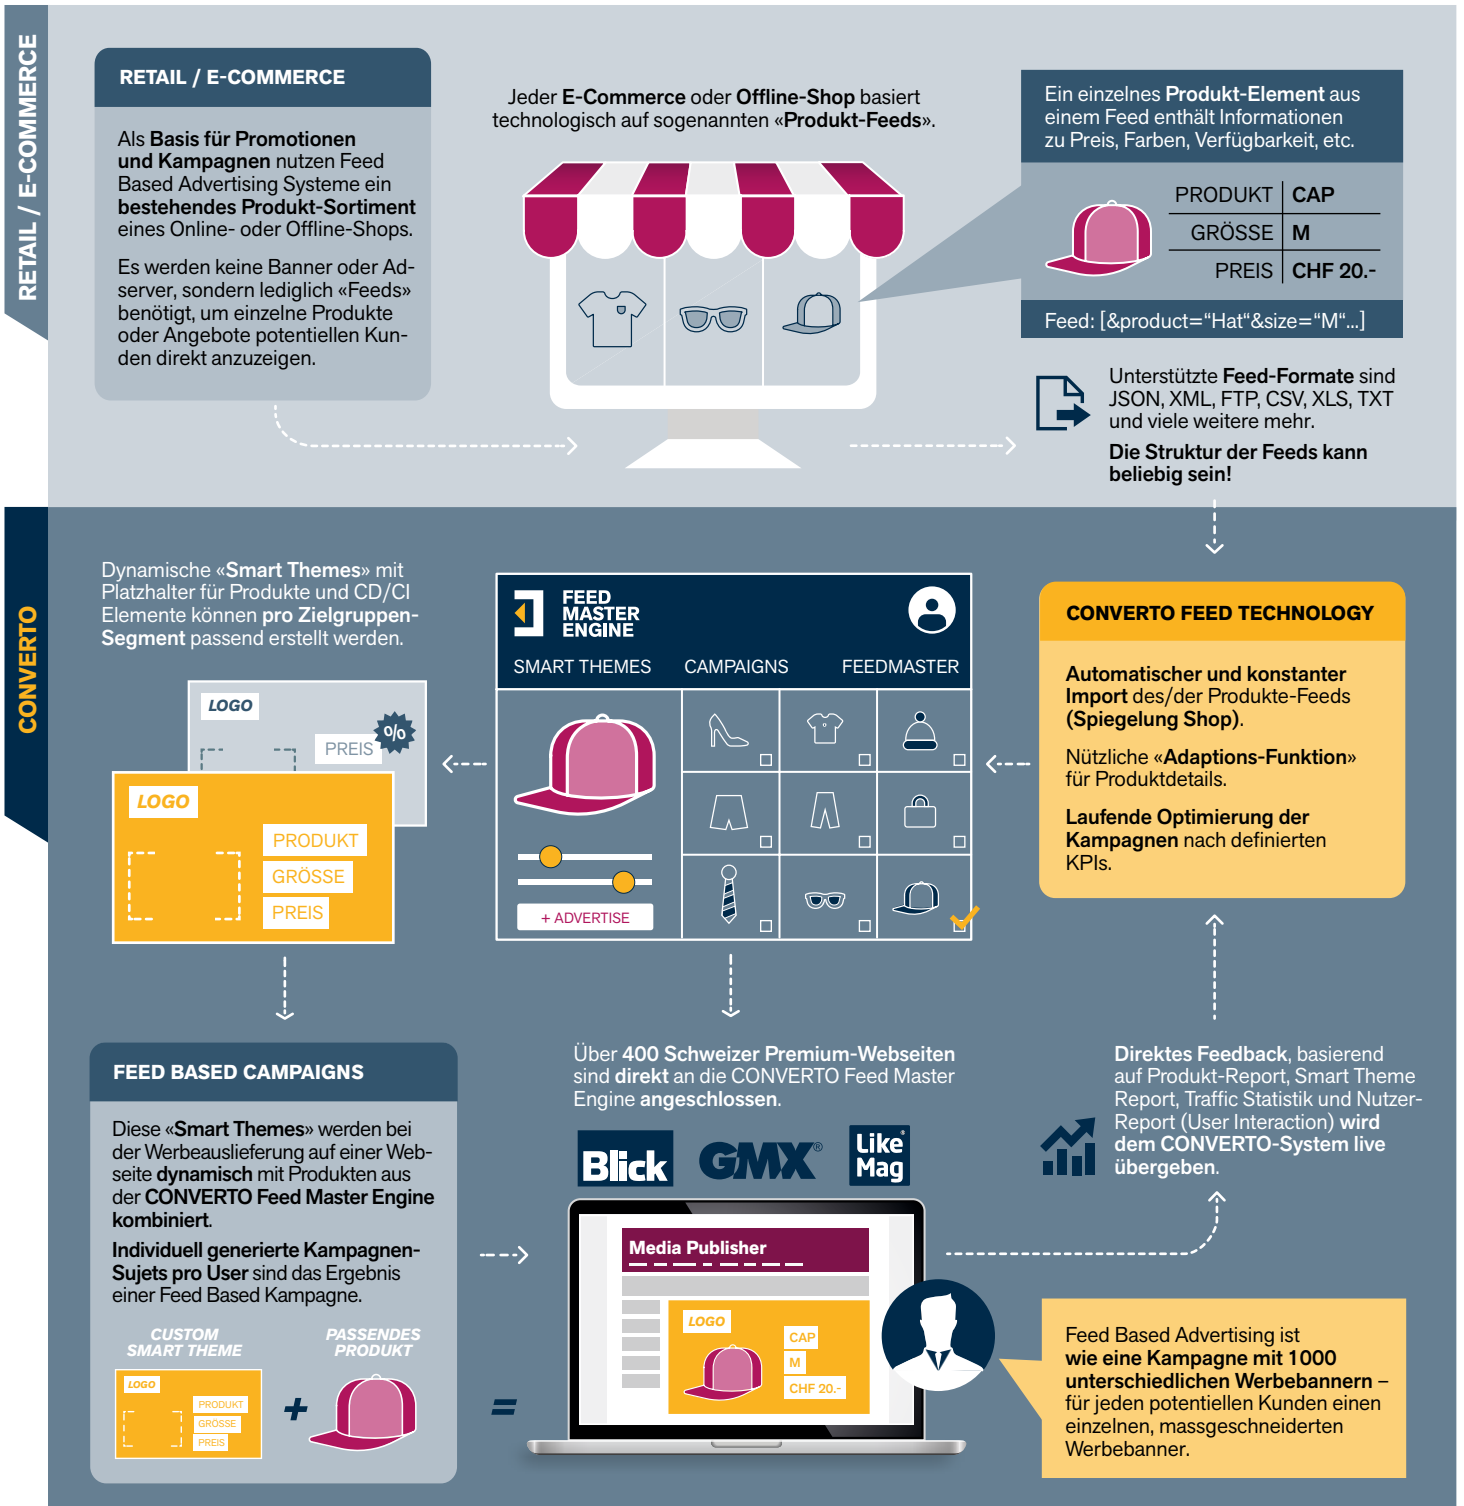 RETAIL / E-COMMERCE
RETAIL / E-COMMERCE
Als Basis für Promotionen
und Kampagnen nutzen Feed
Based Advertising Systeme ein
bestehendes Produkt-Sortiment
eines Online- oder Offline-Shops.
Es werden keine Banner oder Ad-
server, sondern lediglich «Feeds»
benötigt, um einzelne Produkte
oder Angebote potentiellen Kun-
den direkt anzuzeigen.
Jeder E-Commerce oder Offline-Shop basiert
technologisch auf sogenannten «Produkt-Feeds».
Ein einzelnes Produkt-Element aus
einem Feed enthält Informationen
zu Preis, Farben, Verfügbarkeit, etc.
PRODUKT CAP
GRÖSSE M
PREIS CHF 20.-
Feed: [&product=“Hat“&size=“M“...]
Unterstützte Feed-Formate sind
JSON, XML, FTP, CSV, XLS, TXT
und viele weitere mehr.
Die Struktur der Feeds kann
beliebig sein!
CONVERTO
Dynamische «Smart Themes» mit
Platzhalter für Produkte und CD/CI
Elemente können pro Zielgruppen-
Segment passend erstellt werden.
LOGO
%
PREIS
LOGO
PRODUKT
GRÖSSE
PREIS
FEED
MASTER
ENGINE
SMART THEMES CAMPAIGNS FEEDMASTER
+ ADVERTISE
CONVERTO FEED TECHNOLOGY
Automatischer und konstanter
Import des/der Produkte-Feeds
(Spiegelung Shop).
Nützliche «Adaptions-Funktion»
für Produktdetails.
Laufende Optimierung der
Kampagnen nach definierten
KPIs.
FEED BASED CAMPAIGNS
Diese «Smart Themes» werden bei
der Werbeauslieferung auf einer Web-
seite dynamisch mit Produkten aus
der CONVERTO Feed Master Engine
kombiniert.
Individuell generierte Kampagnen-
Sujets pro User sind das Ergebnis
einer Feed Based Kampagne.
CUSTOM
SMART THEME
PASSENDES
PRODUKT
LOGO
PRODUKT
GRÖSSE
PREIS
+
=
Über 400 Schweizer Premium-Webseiten
sind direkt an die CONVERTO Feed Master
Engine angeschlossen.
Blick
GMX®
Like®
Mag
Media Publisher
LOGO
CAP
M
CHF 20.-
Direktes Feedback, basierend
auf Produkt-Report, Smart Theme
Report, Traffic Statistik und Nutzer-
Report (User Interaction) wird
dem CONVERTO-System live
übergeben.
Feed Based Advertising ist
wie eine Kampagne mit 1000
unterschiedlichen Werbebannern –
für jeden potentiellen Kunden einen
einzelnen, massgeschneiderten
Werbebanner.